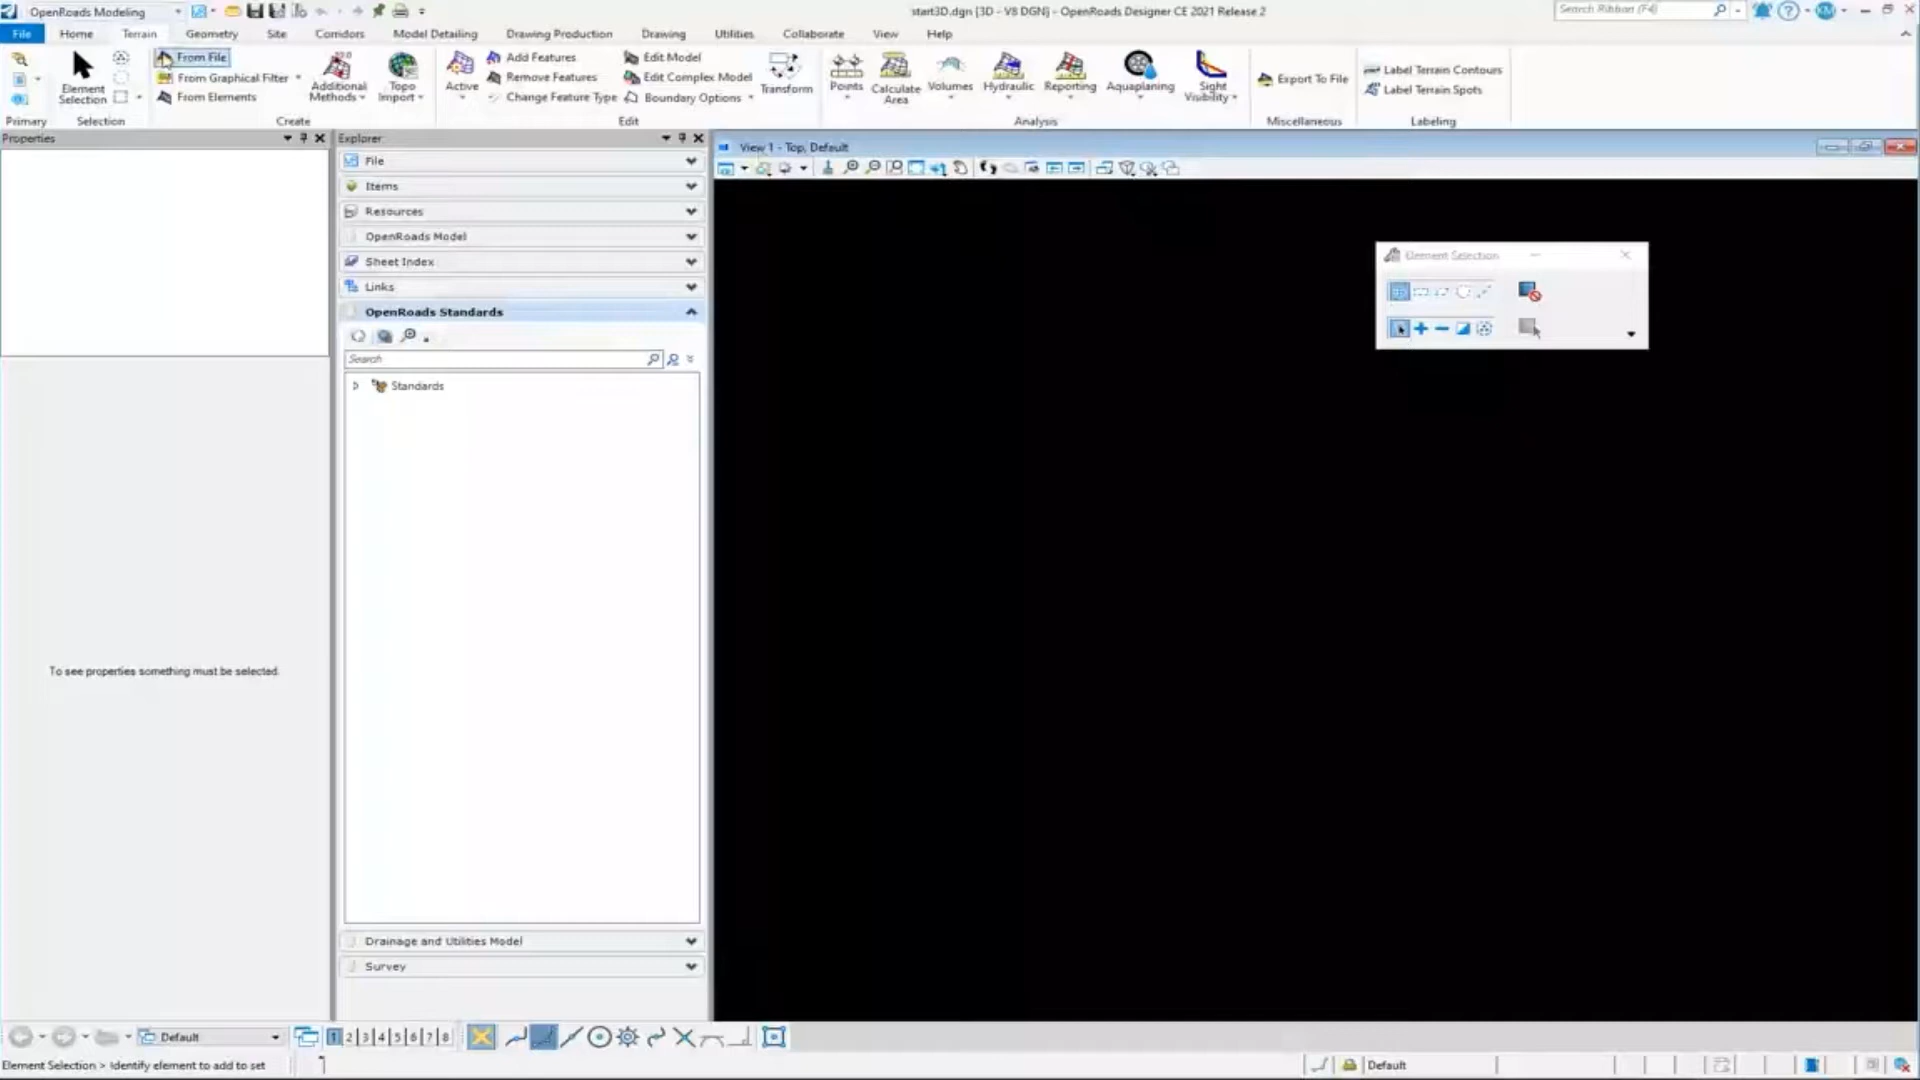 OpenRoads Modeling
start3D.dgn [3D - V8 DGN] - OpenRoads Designer CE 2021 Release 2
Search Ribbon (F4)
KM
File Home Terrain Geometry Site Corridors Model Detailing Drawing Production Drawing Utilities Collaborate View Help
Element Selection
From File
From Graphical Filter
From Elements
Additional Methods
Topo Import
Active
Add Features
Remove Features
Change Feature Type
Edit Model
Edit Complex Model
Boundary Options
Transform
Points
Calculate Area
Volumes
Hydraulic
Reporting
Aquaplaning
Sight Visibility
Export To File
Label Terrain Contours
Label Terrain Spots
Primary Selection Create Edit Analysis Miscellaneous Labeling
Properties
To see properties something must be selected.
Explorer
File
Items
Resources
OpenRoads Model
Sheet Index
Links
OpenRoads Standards
Search
Standards
Drainage and Utilities Model
Survey
View 1 - Top, Default
Element Selection
Default
1 2 3 4 5 6 7 8
Element Selection > Identify element to add to set
Default